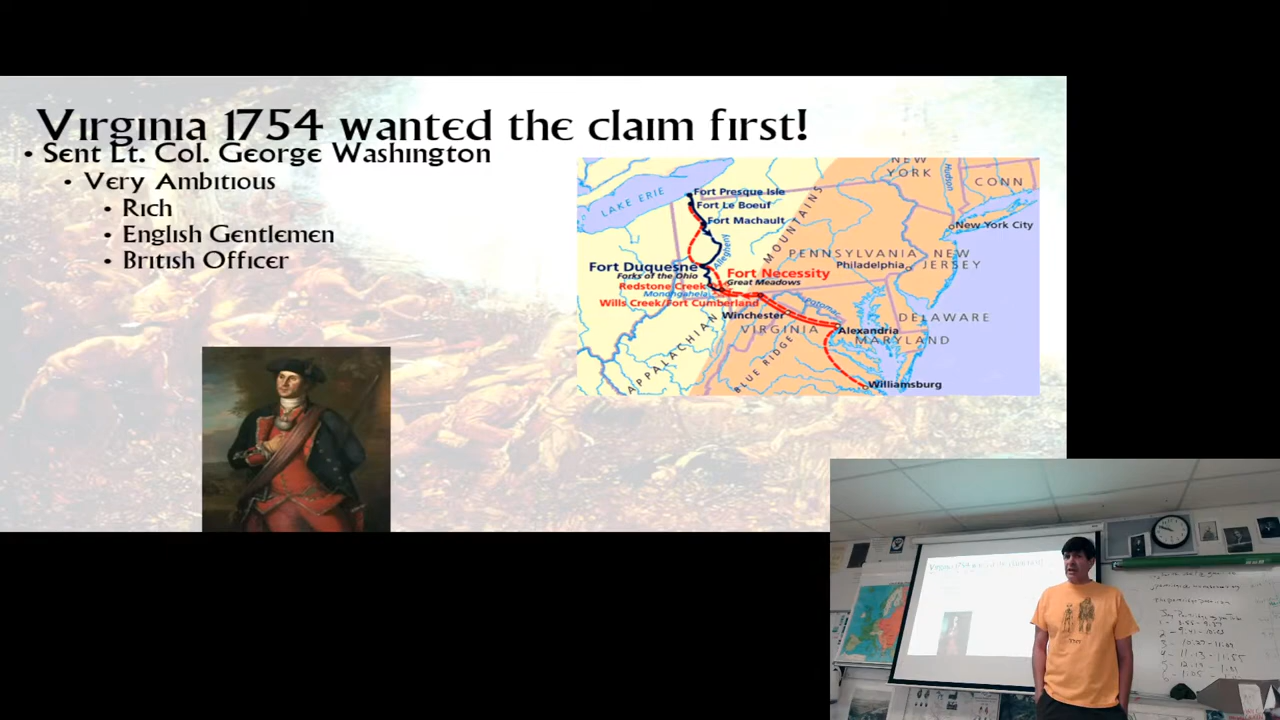 Virginia 1754 wanted the claim first!
• Sent Lt. Col. George Washington
• Very Ambitious
• Rich
• English Gentlemen
• British Officer
NEW YORK
CONN
Hudson
LAKE ERIE
Fort Presque Isle
Fort Le Boeuf
Fort Machault
New York City
MOUNTAINS
Allegheny
PENNSYLVANIA
NEW JERSEY
Philadelphia
Fort Duquesne
Forks of the Ohio
Fort Necessity
Great Meadows
Redstone Creek
Monongahela
Wills Creek/Fort Cumberland
Potomac
Winchester
DELAWARE
VIRGINIA
Alexandria
MARYLAND
APPALACHIAN
BLUE RIDGE
Williamsburg